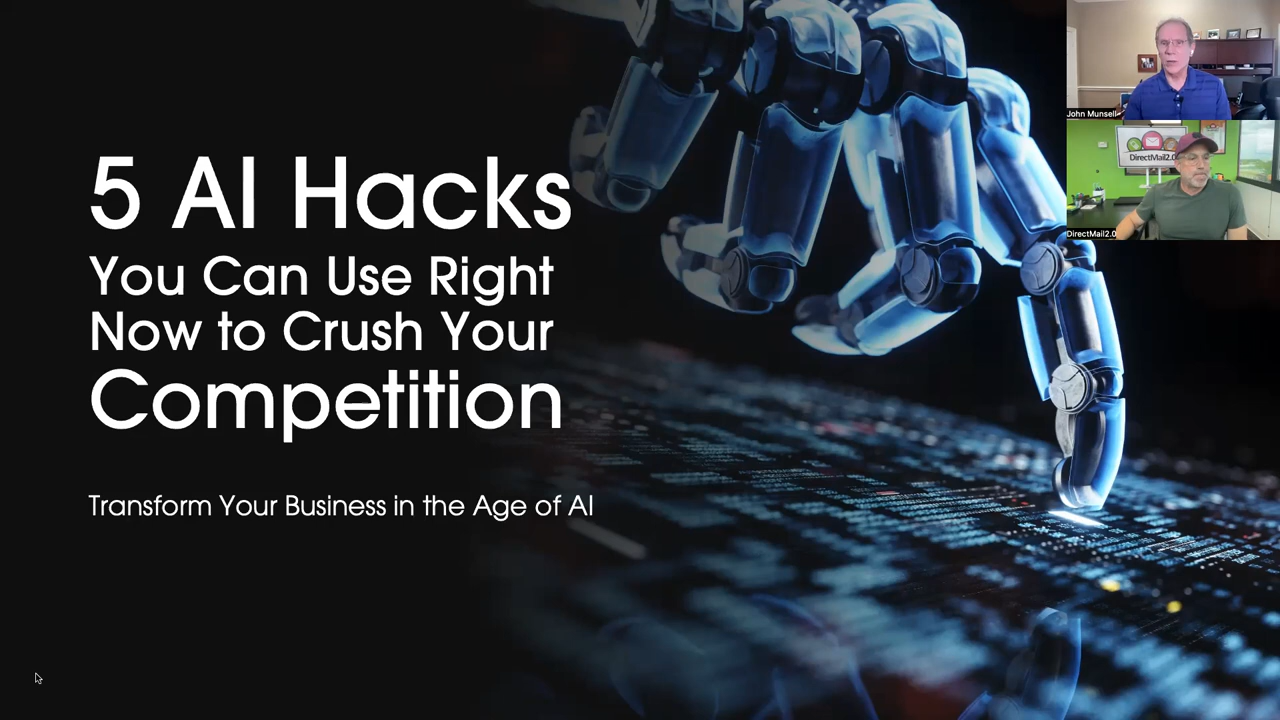 5 AI Hacks
You Can Use Right
Now to Crush Your
Competition
Transform Your Business in the Age of AI
John Munsell
DirectMail2.0
DirectMail2.0